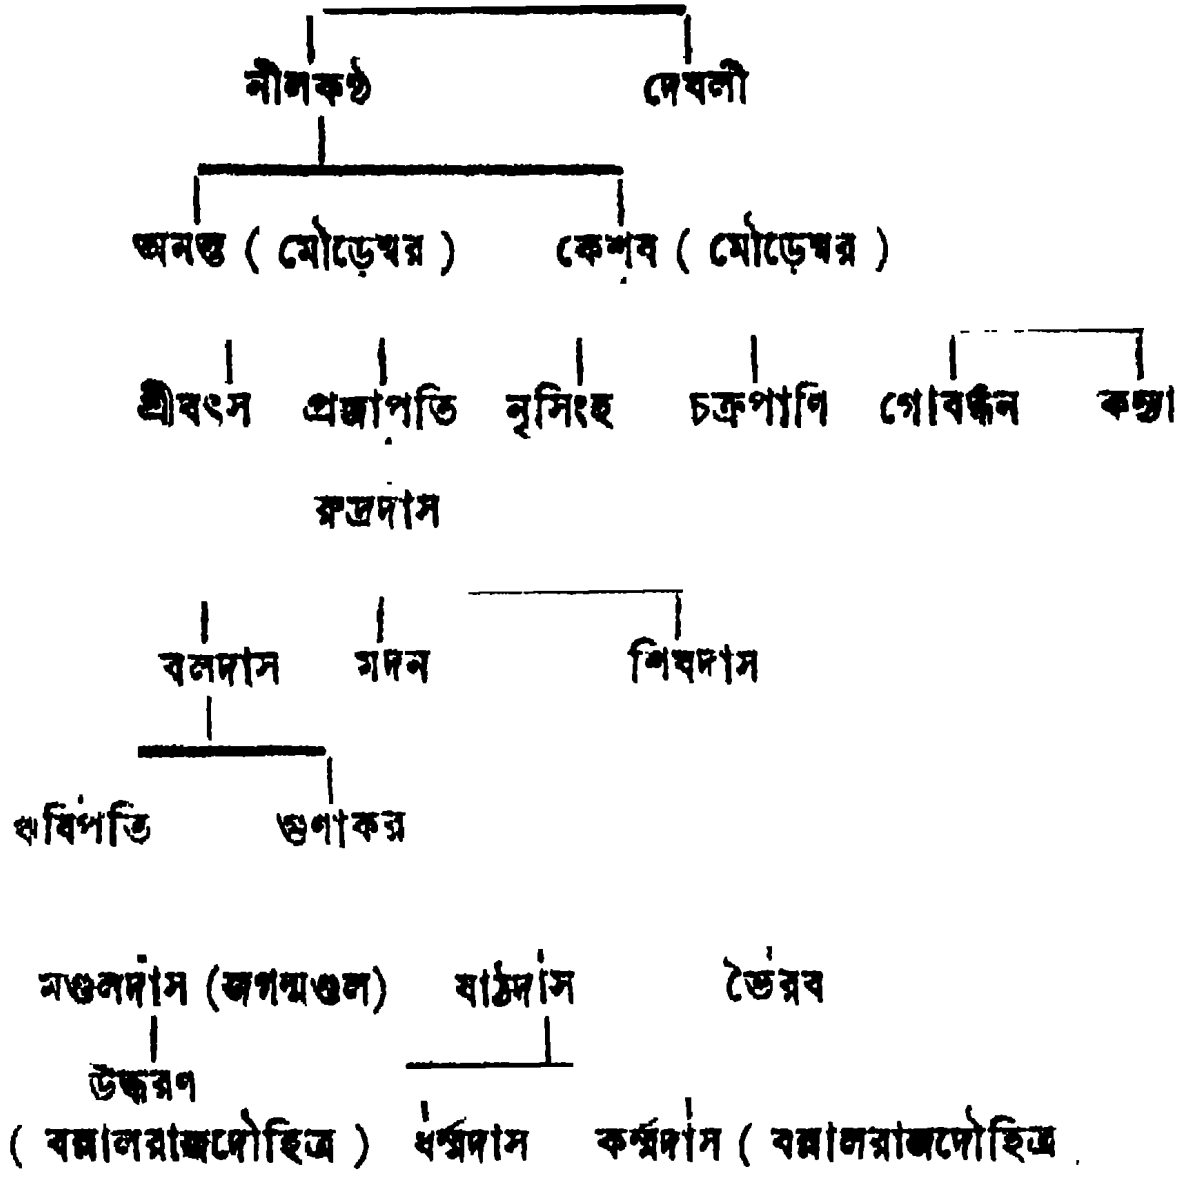 নীলকণ্ঠ দেবলী
অনন্ত ( মৌড়েশ্বর ) কেশব ( মৌড়েশ্বর )
শ্রীবৎস প্রজাপতি নৃসিংহ চক্রপাণি গোবর্দ্ধন কন্যা
রুদ্রদাস
বলদাস মদন শিবদাস
ঋষিপতি গুণাকর
মণ্ডলদাস (জগন্মণ্ডল) ষাঠদাস ভৈরব
উদ্ধরণ
( বল্লালরাজদৌহিত্র ) ধর্ম্মদাস কর্ম্মদাস ( বল্লালরাজদৌহিত্র